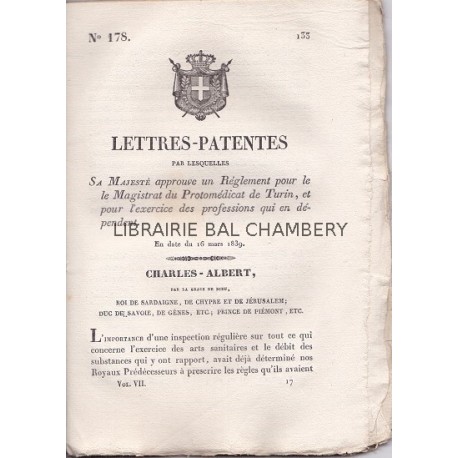 N° 178.
133
LETTRES-PATENTES
PAR LESQUELLES
SA MAJESTÉ approuve un Réglement pour le
le Magistrat du Protomédicat de Turin, et
pour l'exercice des professions qui en dé-
pendent.
LIBRAIRIE BAL CHAMBERY
En date du 16 mars 1839.
CHARLES-ALBERT,
PAR LA GRACE DE DIEU,
ROI DE SARDAIGNE, DE CHYPRE ET DE JÉRUSALEM;
DUC DE SAVOIE, DE GÊNES, ETC; PRINCE DE PIÉMONT, ETC.
L'IMPORTANCE d'une inspection régulière sur tout ce qui
concerne l'exercice des arts sanitaires et le débit des
substances qui y ont rapport, avait déjà déterminé nos
Royaux Prédécesseurs à prescrire les règles qu'ils avaient
VOL. VII. 17